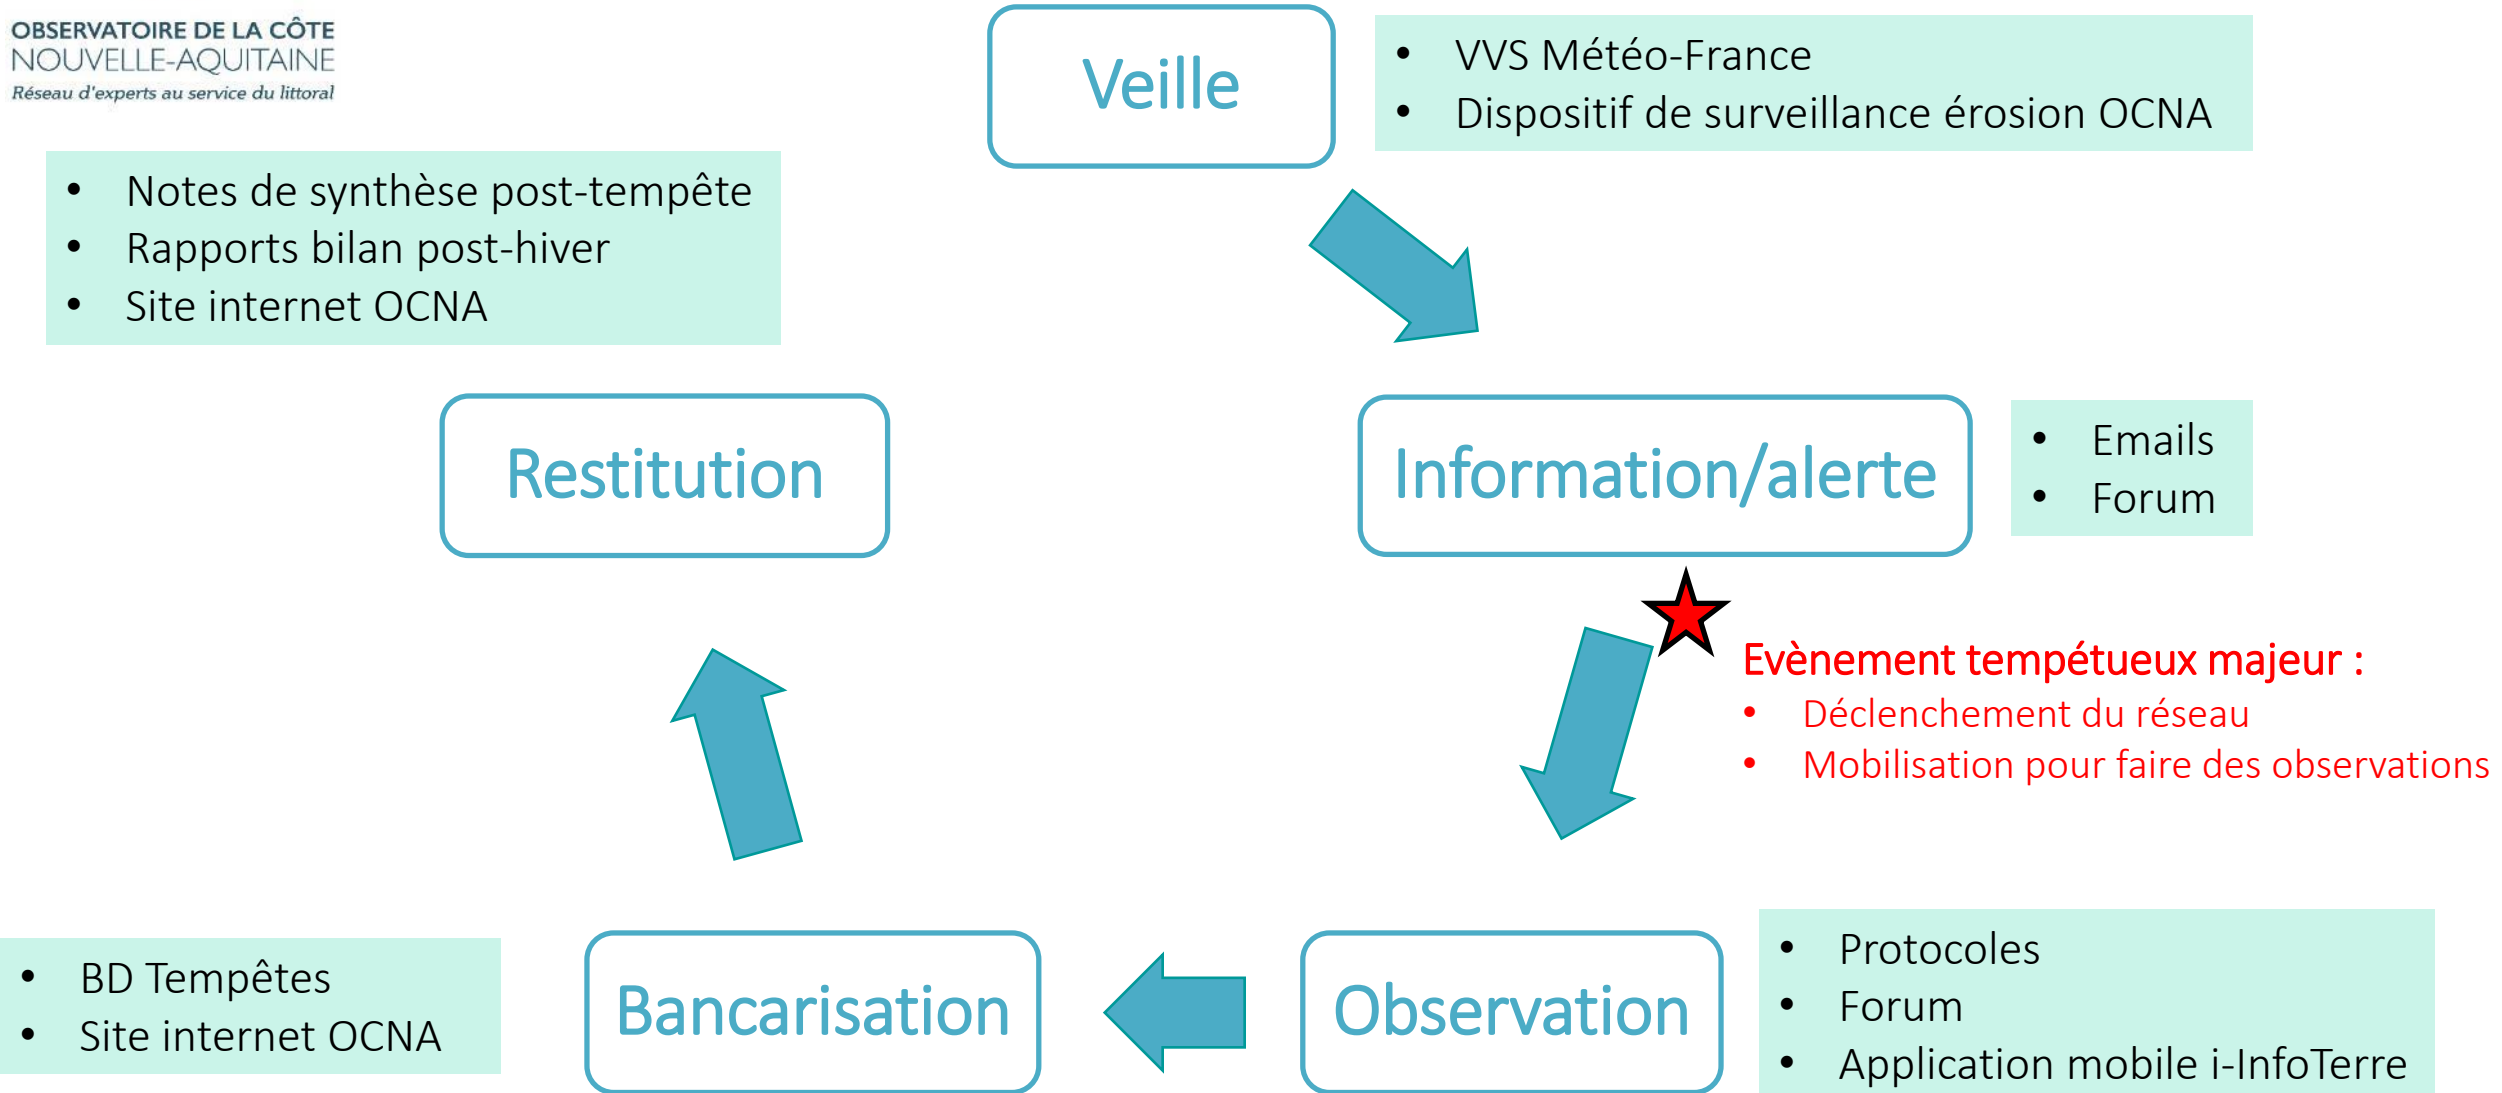 OBSERVATOIRE DE LA CÔTE
NOUVELLE-AQUITAINE
Réseau d'experts au service du littoral
Veille
• VVS Météo-France
• Dispositif de surveillance érosion OCNA
• Notes de synthèse post-tempête
• Rapports bilan post-hiver
• Site internet OCNA
Restitution
Information/alerte
• Emails
• Forum
Evènement tempétueux majeur :
• Déclenchement du réseau
• Mobilisation pour faire des observations
• BD Tempêtes
• Site internet OCNA
Bancarisation
Observation
• Protocoles
• Forum
• Application mobile i-InfoTerre